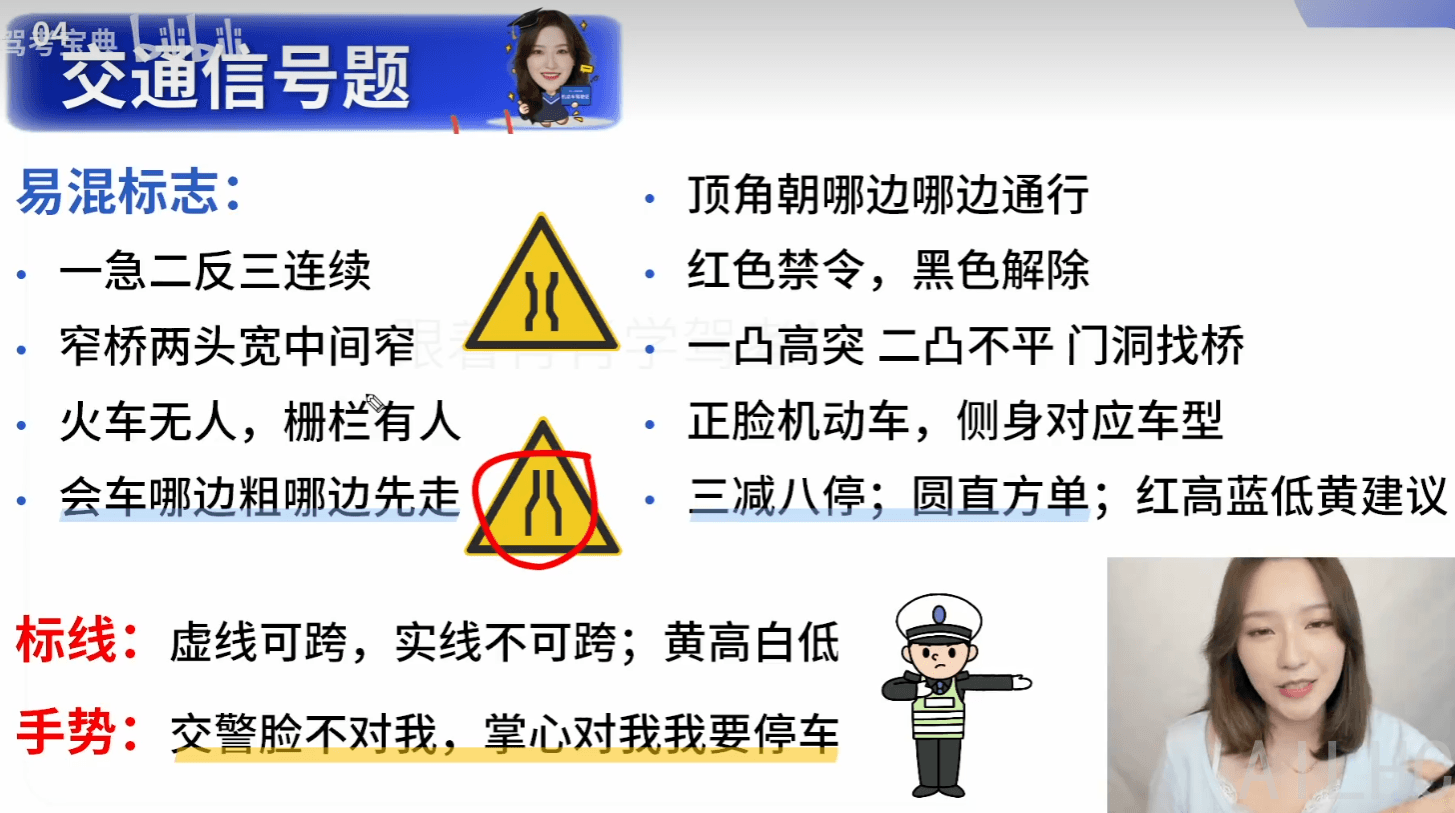 04
驾考宝典
bilibili
交通信号题
易混标志：
一急二反三连续
窄桥两头宽中间窄
火车无人，栅栏有人
会车哪边粗哪边先走
顶角朝哪边哪边通行
红色禁令，黑色解除
一凸高突 二凸不平 门洞找桥
正脸机动车，侧身对应车型
三减八停；圆直方单；红高蓝低黄建议
标线：虚线可跨，实线不可跨；黄高白低
手势：交警脸不对我，掌心对我我要停车